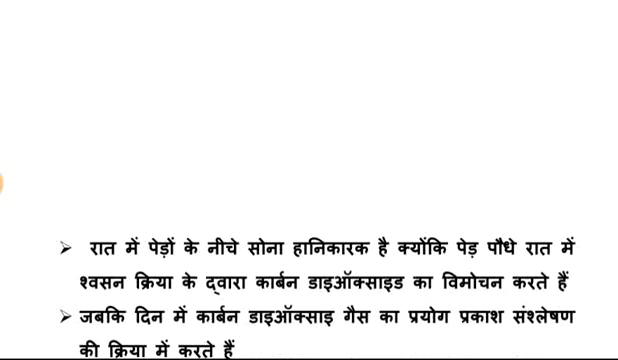 ➢ रात में पेड़ों के नीचे सोना हानिकारक है क्योंकि पेड़ पौधे रात में
श्वसन क्रिया के द्वारा कार्बन डाइऑक्साइड का विमोचन करते हैं
➢ जबकि दिन में कार्बन डाइऑक्साइ गैस का प्रयोग प्रकाश संश्लेषण
की क्रिया में करते हैं